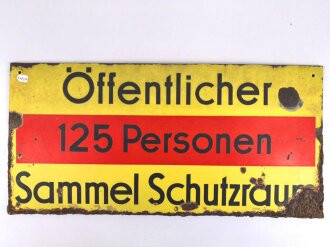 Öffentlicher
125 Personen
Sammel Schutzraum